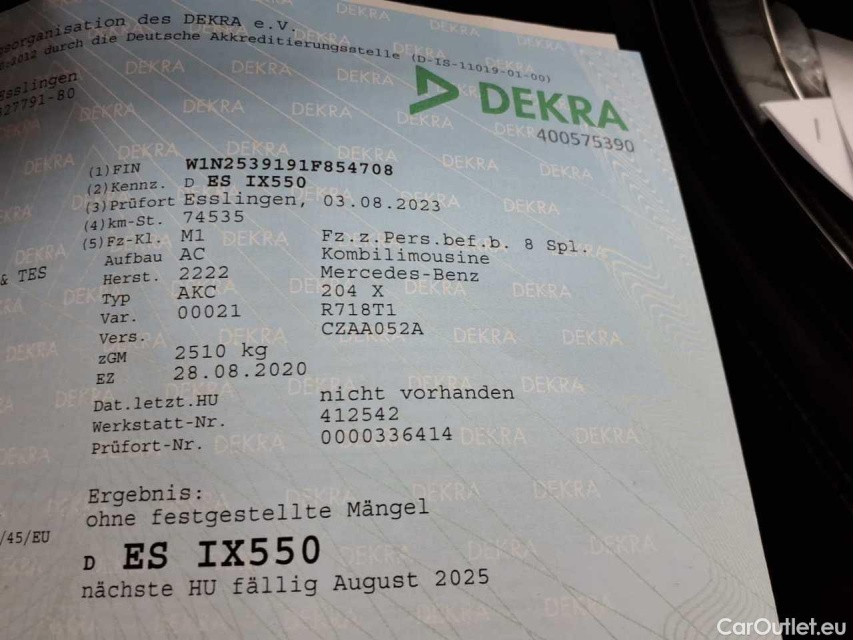 sorganisation des DEKRA e.V.
:2012 durch die Deutsche Akkreditierungsstelle (D-IS-11019-01-00)
Esslingen
27791-80
DEKRA
400575390
(1) FIN W1N2539191F854708
(2) Kennz. D ES IX550
(3) Prüfort Esslingen, 03.08.2023
(4) km-St. 74535
(5) Fz-Kl. M1 Fz.z.Pers.bef.b. 8 Spl.
Aufbau AC Kombilimousine
& TES
Herst. 2222 Mercedes-Benz
Typ AKC 204 X
Var. 00021 R718T1
Vers. CZAA052A
zGM 2510 kg
EZ 28.08.2020
Dat.letzt.HU nicht vorhanden
Werkstatt-Nr. 412542
Prüfort-Nr. 0000336414
Ergebnis:
ohne festgestellte Mängel
/45/EU
D ES IX550
nächste HU fällig August 2025
CarOutlet.eu